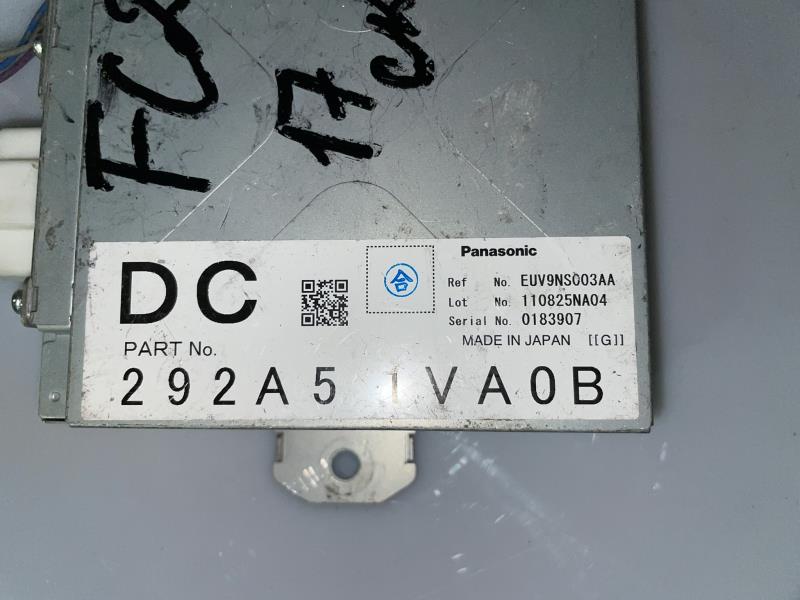 17
DC
合
Panasonic
Ref No. EUV9NS003AA
Lot No. 110825NA04
Serial No. 0183907
MADE IN JAPAN [[G]]
PART No.
292A5 1VA0B